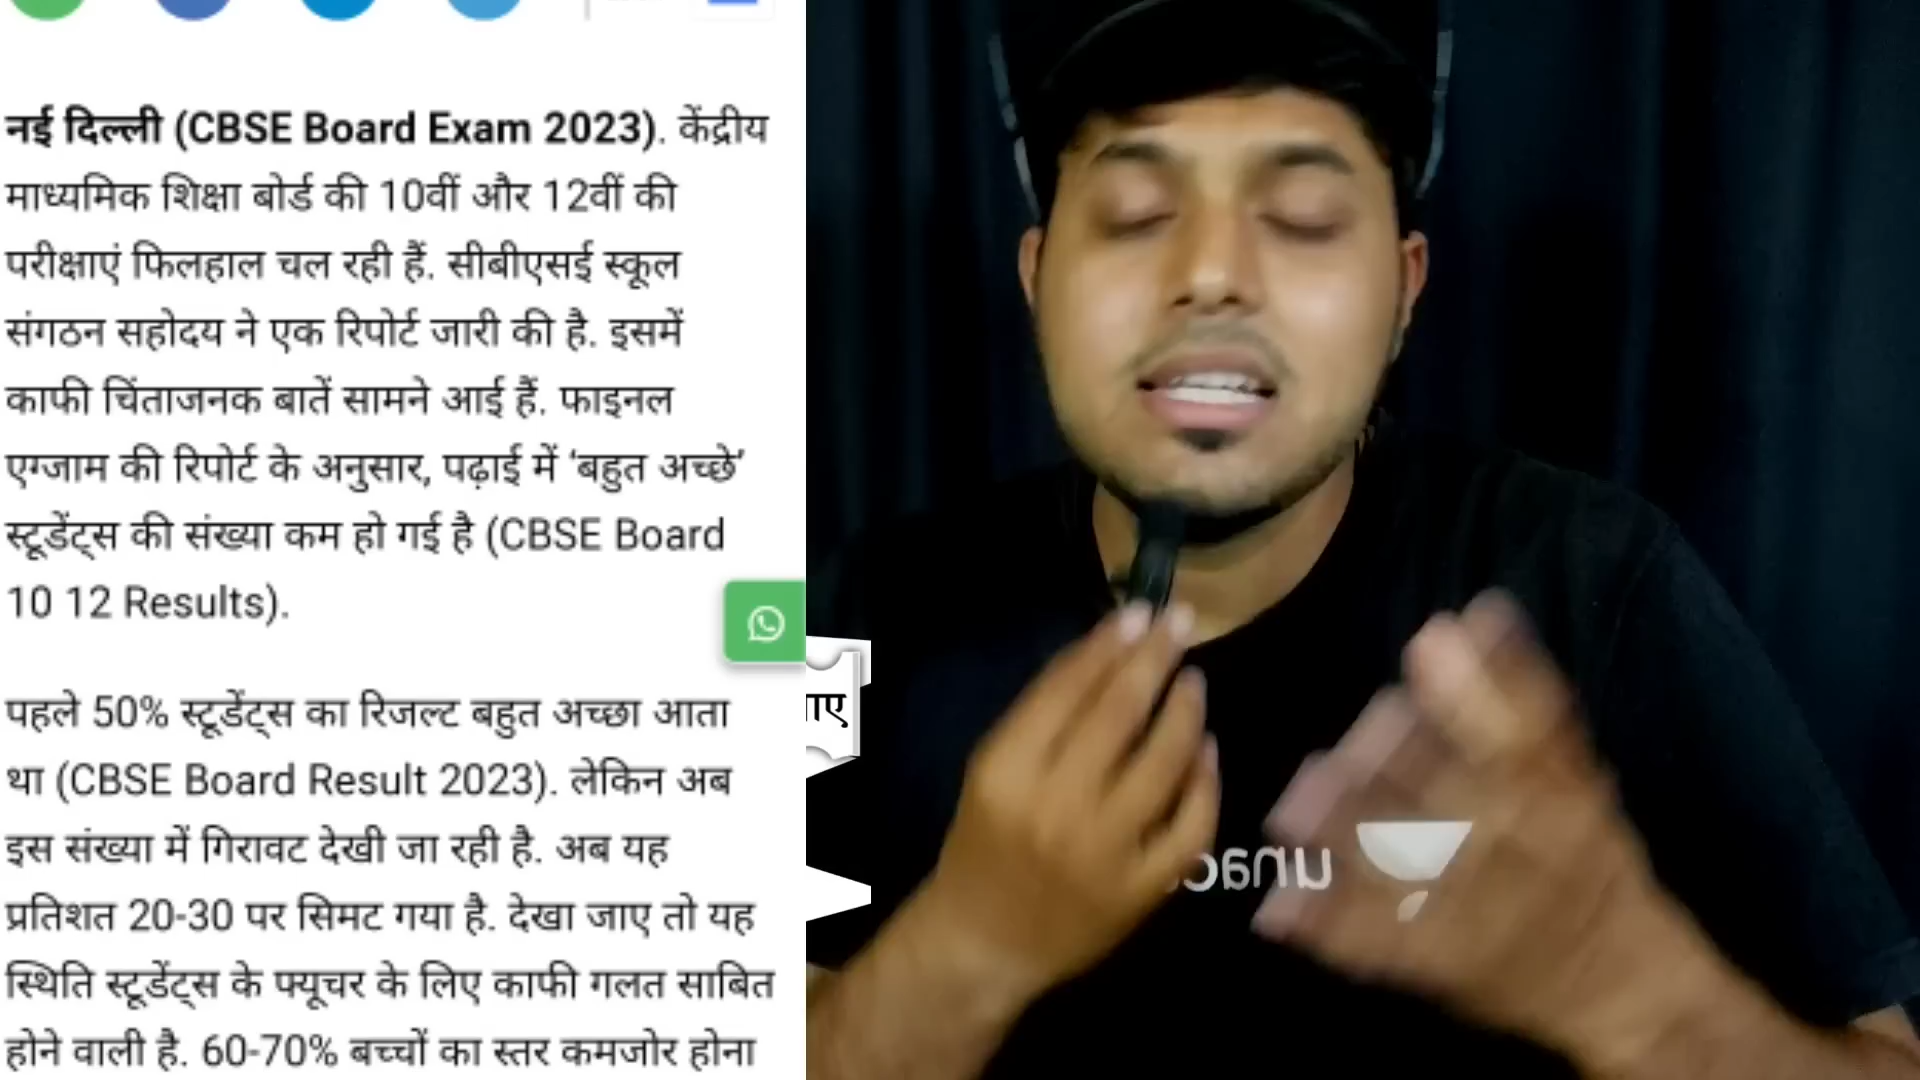 नई दिल्ली (CBSE Board Exam 2023). केंद्रीय
माध्यमिक शिक्षा बोर्ड की 10वीं और 12वीं की
परीक्षाएं फिलहाल चल रही हैं. सीबीएसई स्कूल
संगठन सहोदय ने एक रिपोर्ट जारी की है. इसमें
काफी चिंताजनक बातें सामने आई हैं. फाइनल
एग्जाम की रिपोर्ट के अनुसार, पढ़ाई में ‘बहुत अच्छे’
स्टूडेंट्स की संख्या कम हो गई है (CBSE Board
10 12 Results).
पहले 50% स्टूडेंट्स का रिजल्ट बहुत अच्छा आता
था (CBSE Board Result 2023). लेकिन अब
इस संख्या में गिरावट देखी जा रही है. अब यह
प्रतिशत 20-30 पर सिमट गया है. देखा जाए तो यह
स्थिति स्टूडेंट्स के फ्यूचर के लिए काफी गलत साबित
होने वाली है. 60-70% बच्चों का स्तर कमजोर होना